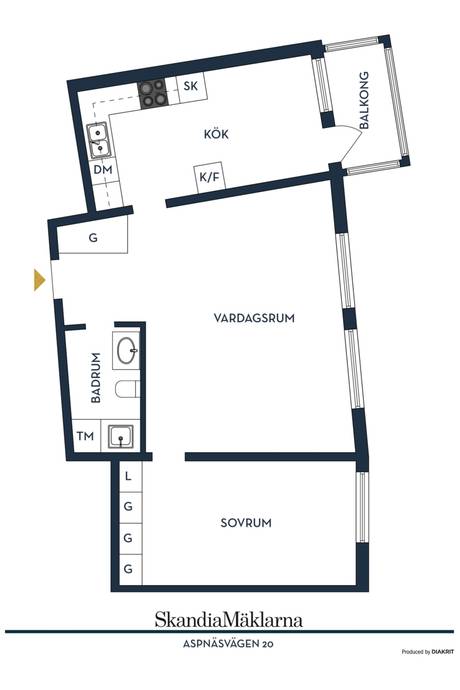 SK
BALKONG
KÖK
DM
K/F
G
VARDAGSRUM
BADRUM
TM
L
G
G
G
SOVRUM
SkandiaMäklarna
ASPNÄSVÄGEN 20
Produced by DIAKRIT